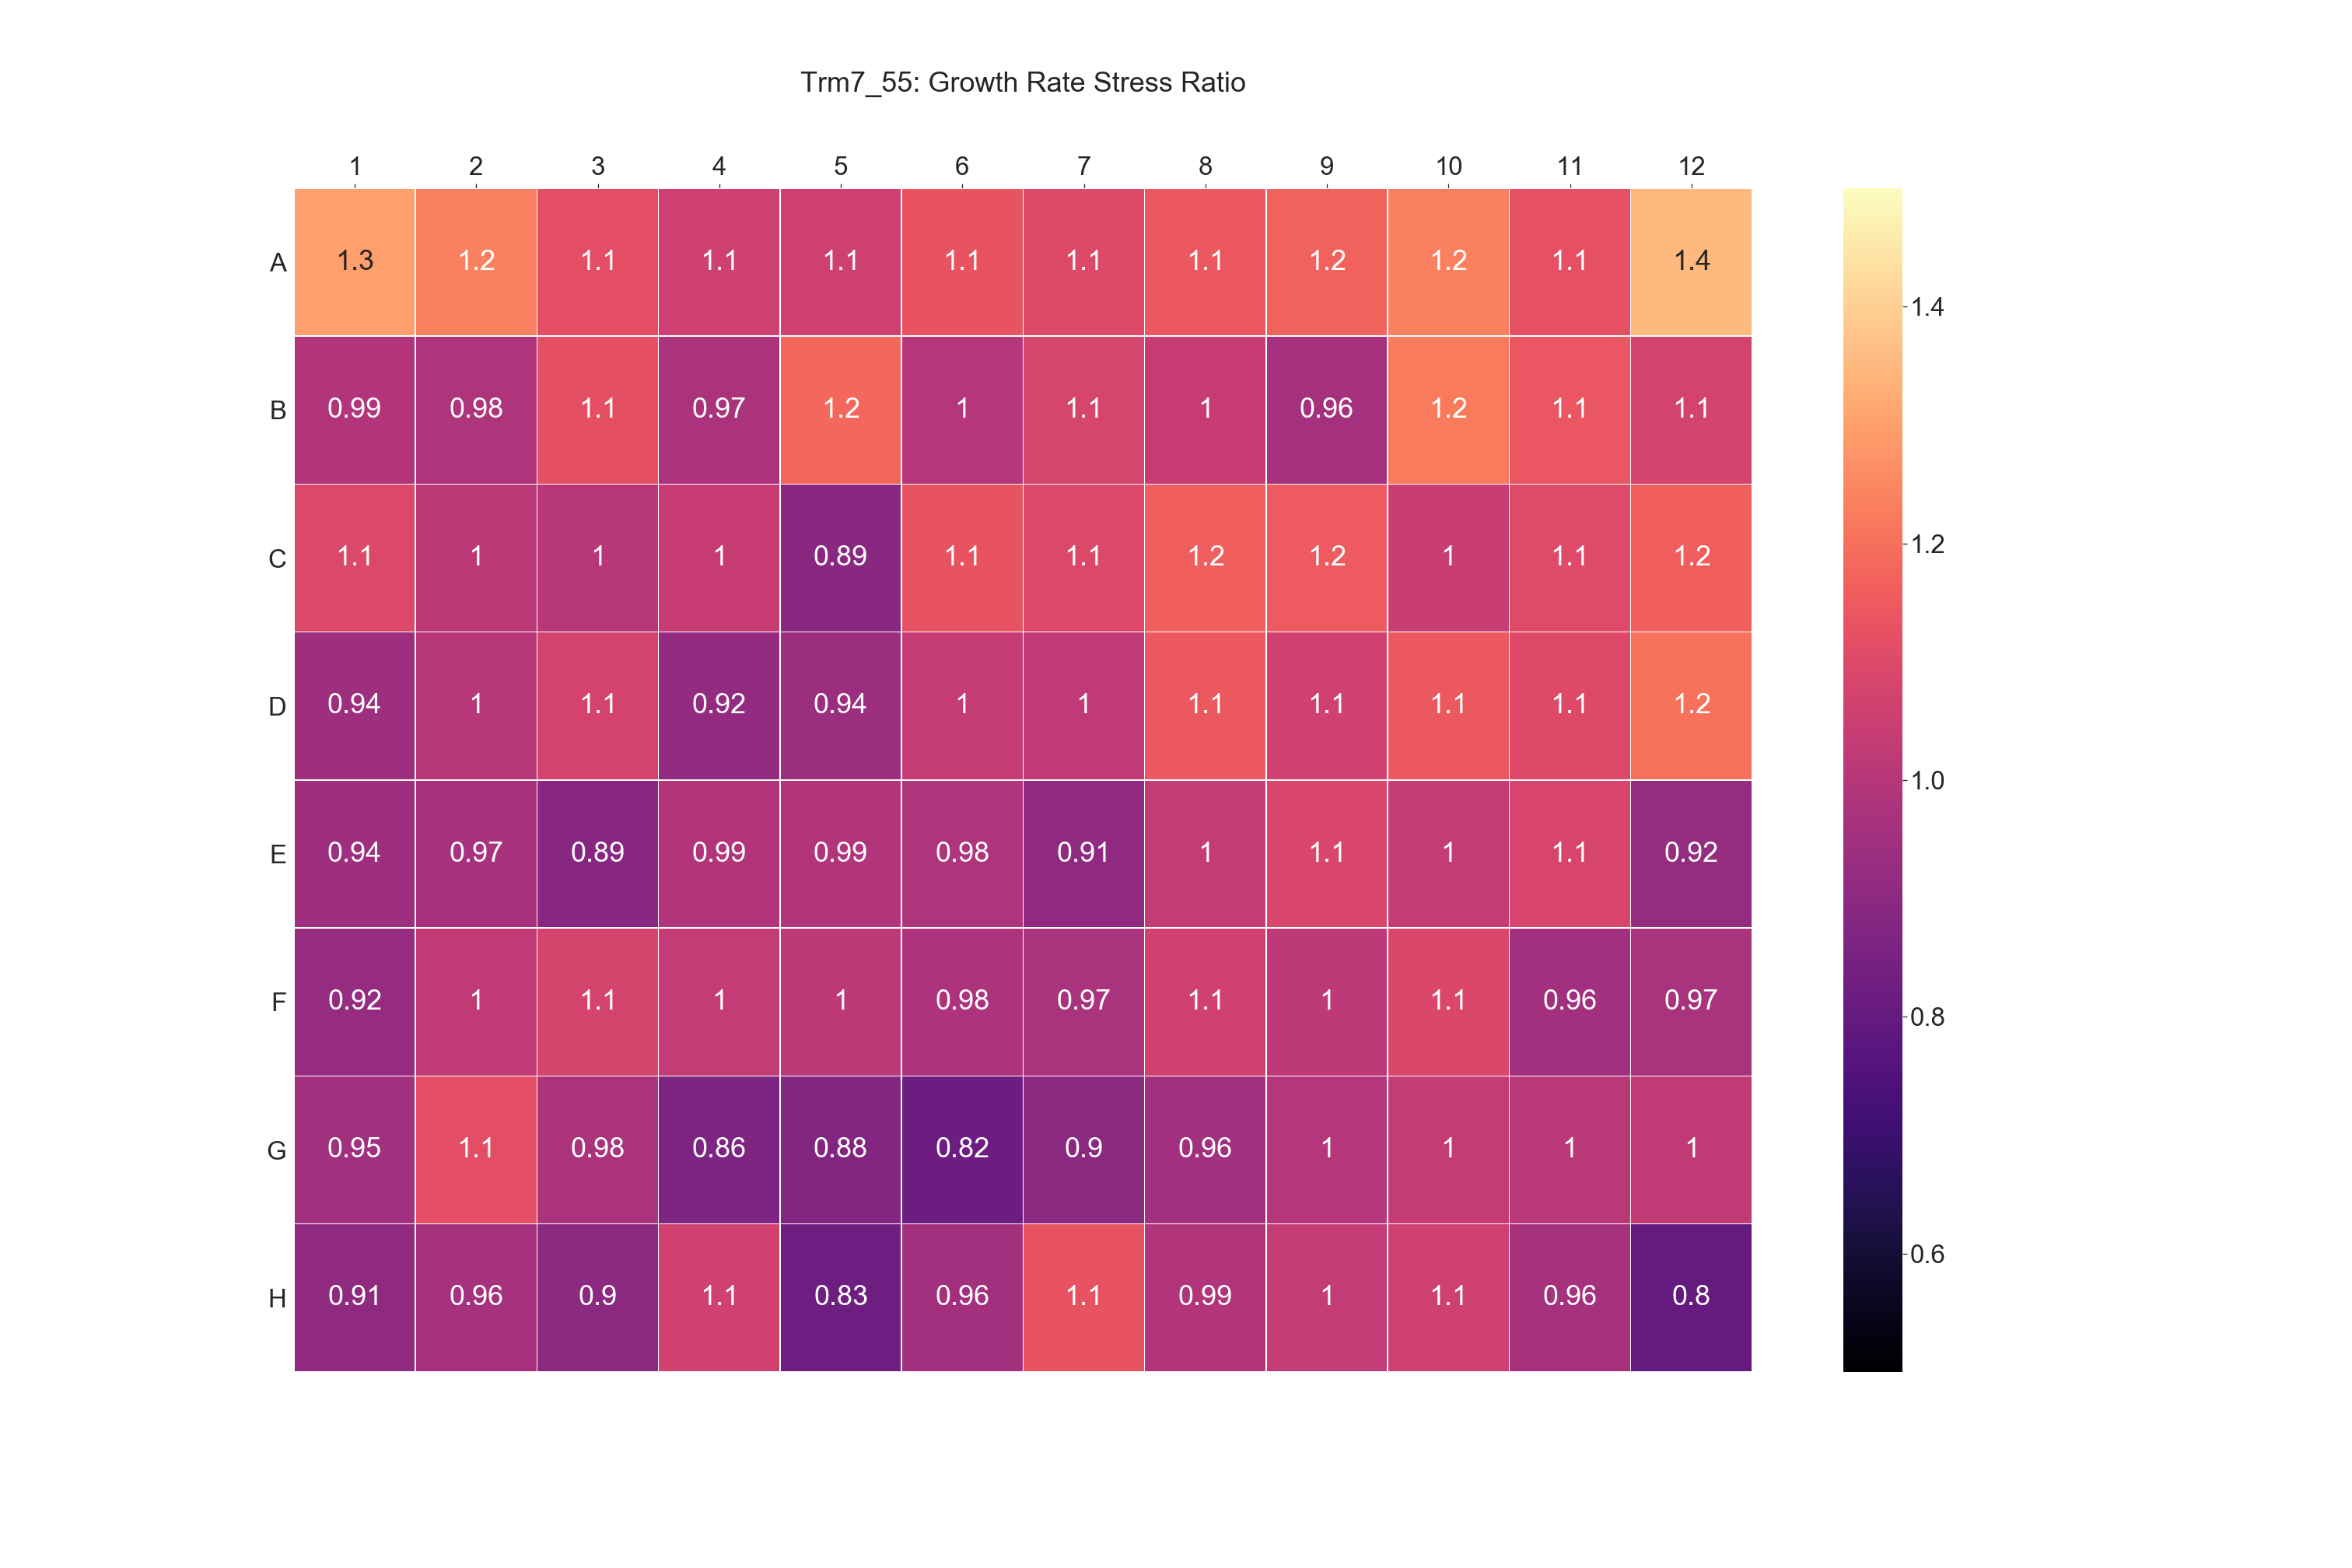 Trm7_55: Growth Rate Stress Ratio
1 2 3 4 5 6 7 8 9 10 11 12
A 1.3 1.2 1.1 1.1 1.1 1.1 1.1 1.1 1.2 1.2 1.1 1.4
B 0.99 0.98 1.1 0.97 1.2 1 1.1 1 0.96 1.2 1.1 1.1
C 1.1 1 1 1 0.89 1.1 1.1 1.2 1.2 1 1.1 1.2
D 0.94 1 1.1 0.92 0.94 1 1 1.1 1.1 1.1 1.1 1.2
E 0.94 0.97 0.89 0.99 0.99 0.98 0.91 1 1.1 1 1.1 0.92
F 0.92 1 1.1 1 1 0.98 0.97 1.1 1 1.1 0.96 0.97
G 0.95 1.1 0.98 0.86 0.88 0.82 0.9 0.96 1 1 1 1
H 0.91 0.96 0.9 1.1 0.83 0.96 1.1 0.99 1 1.1 0.96 0.8
1.4
1.2
1.0
0.8
0.6